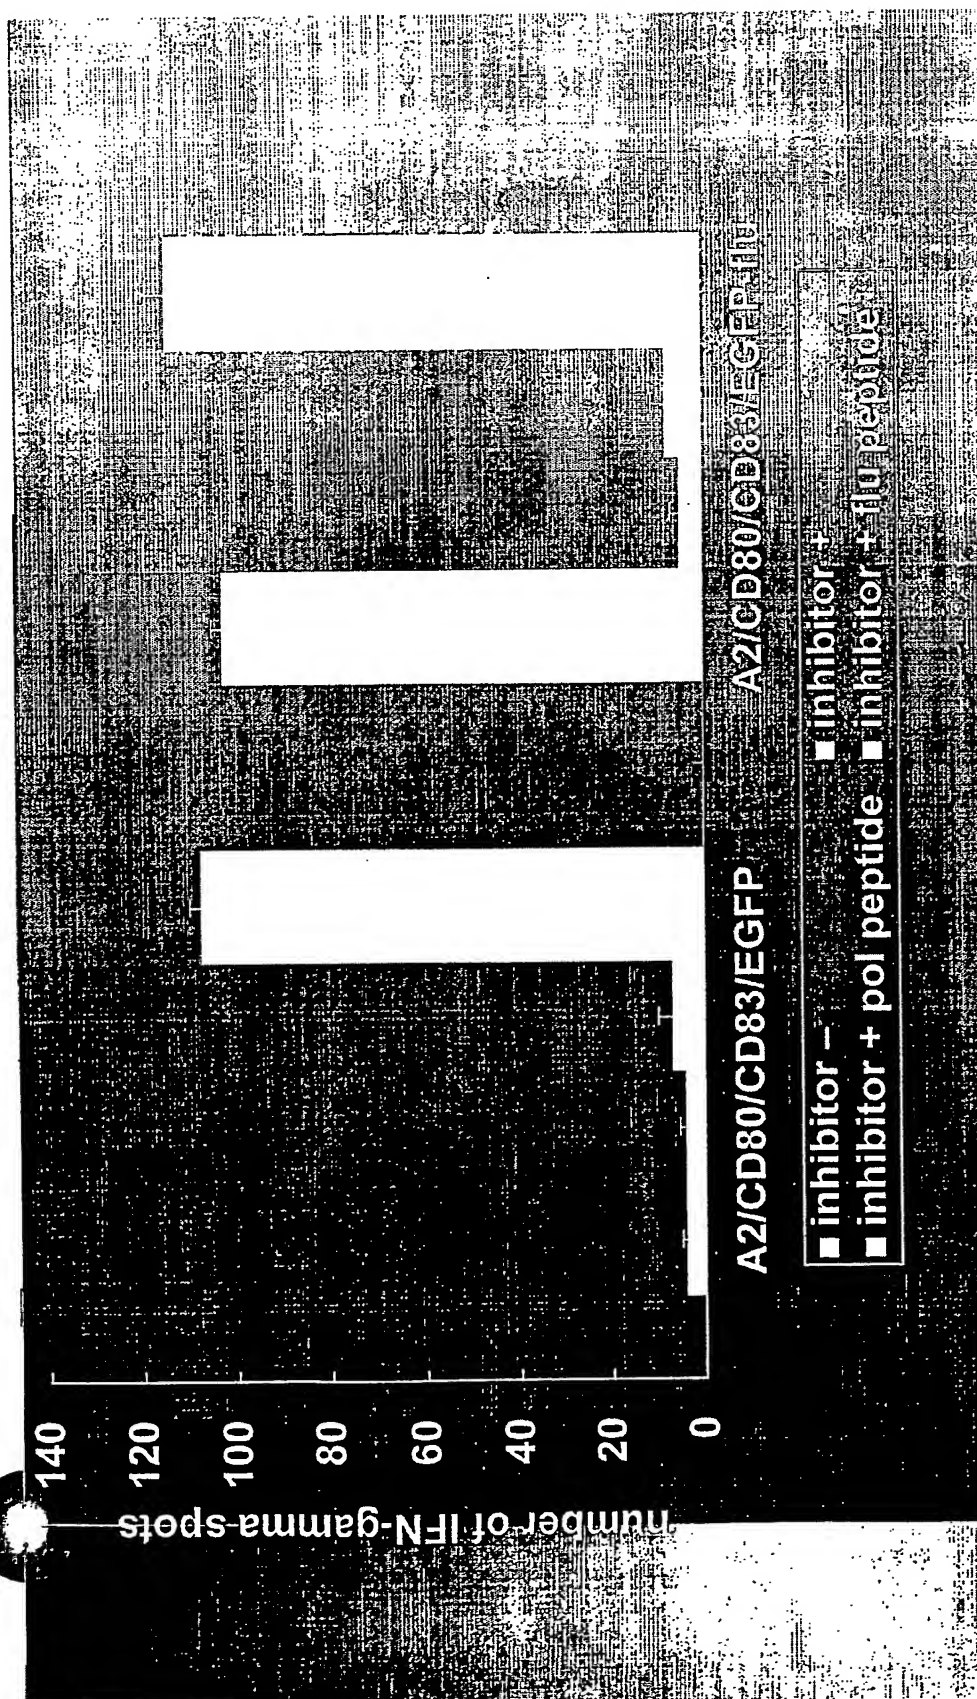 number of IFN-gamma spots
140
120
100
80
60
40
20
0
A2/CD80/CD83/EGFP
A2/CD80/CD83/EGFP-flu
inhibitor –
inhibitor +
inhibitor + pol peptide
inhibitor + flu peptide